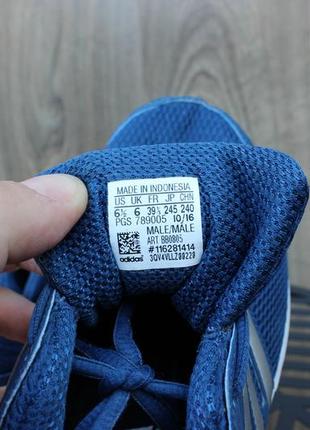 MADE IN INDONESIA
US UK FR JP CHN
6½ 6 39⅓ 245 240
PGS 789005 10/16
MALE/MALE
ART BB0805
#116281414
adidas 3QV4VLLZ00220